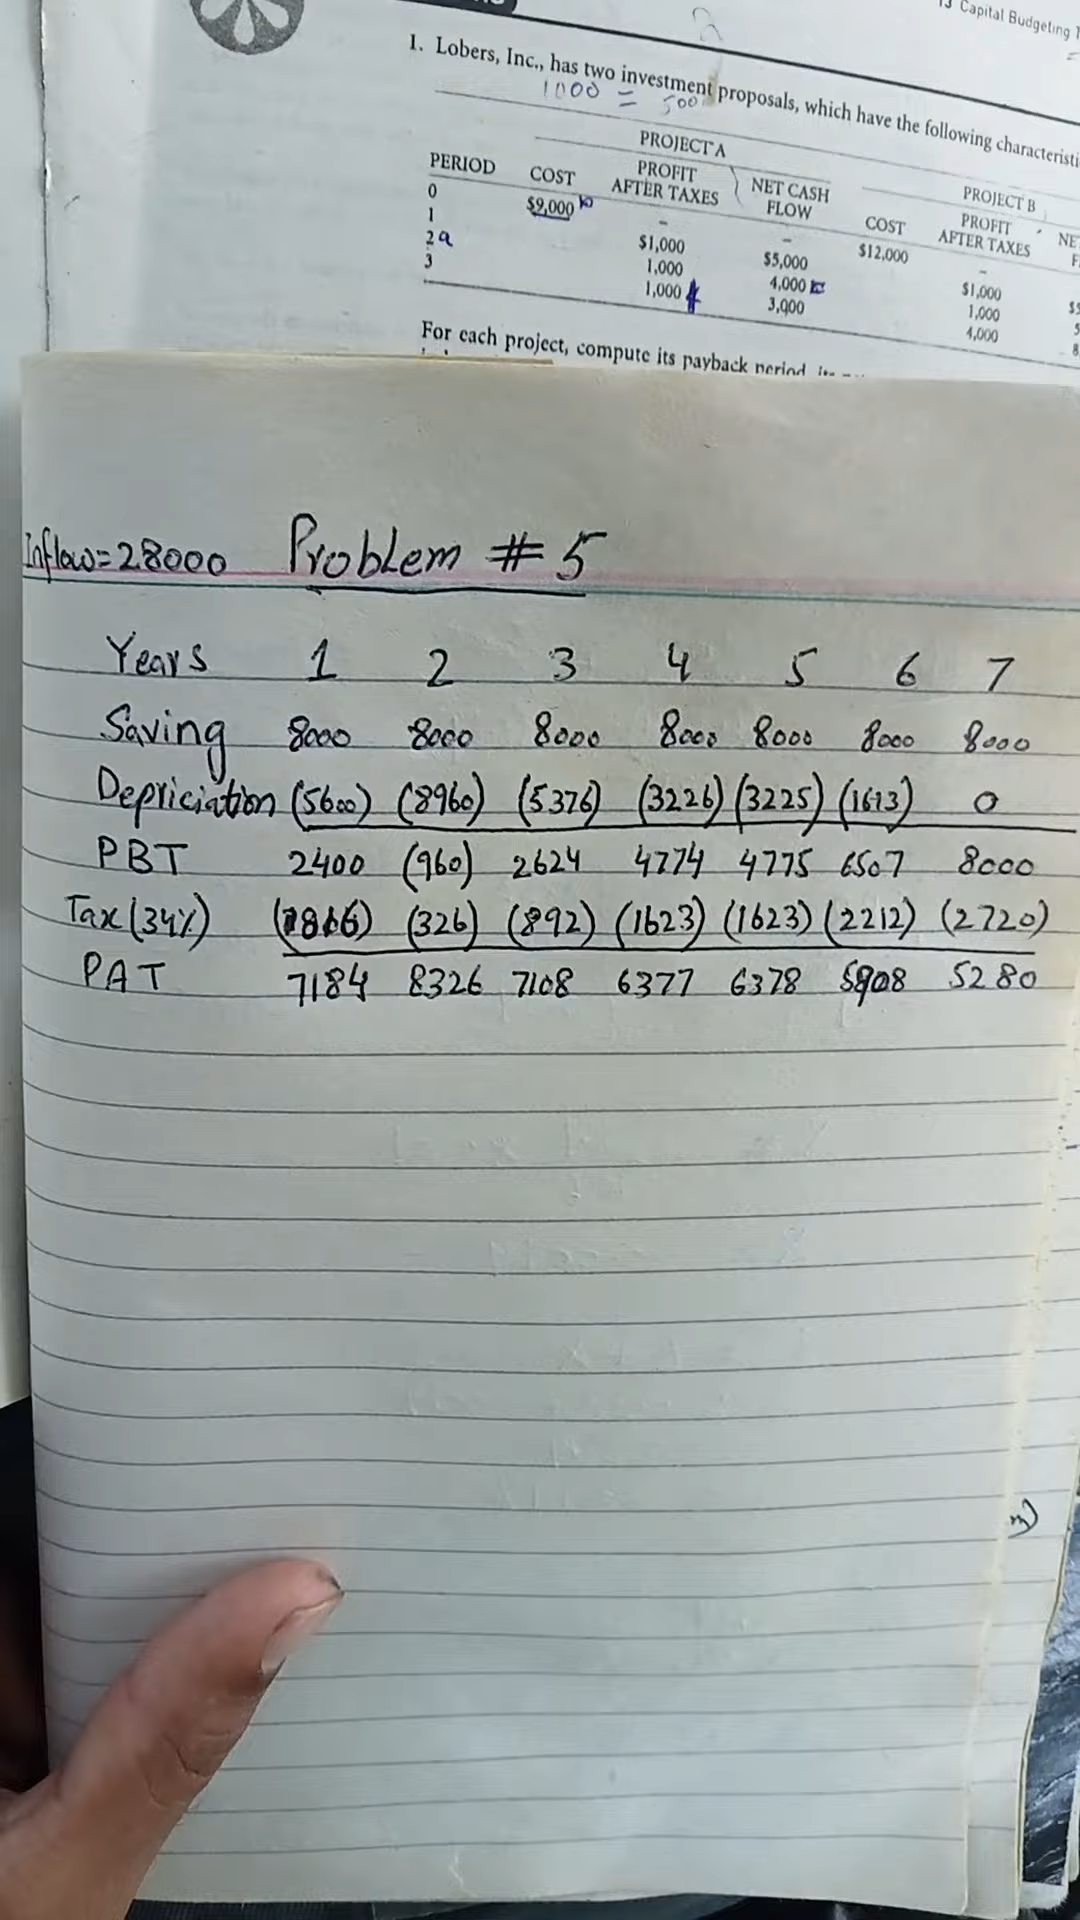 13 Capital Budgeting
1. Lobers, Inc., has two investment proposals, which have the following
1000 = 500
PROJECT A
PROJECT B
PERIOD COST PROFIT AFTER TAXES NET CASH FLOW COST PROFIT AFTER TAXES
0 $9,000 – – $12,000 –
1 $1,000 $5,000 $1,000
2 a 1,000 4,000 1,000
3 1,000 3,000 4,000
For each project, compute its payback period, its
Inflow=28000 Problem # 5
Years 1 2 3 4 5 6 7
Saving 8000 8000 8000 8000 8000 8000 8000
Depriciation (5600) (8960) (5376) (3226) (3225) (1613) 0
PBT 2400 (960) 2624 4774 4775 6507 8000
Tax (34%) (326) (892) (1623) (1623) (2212) (2720)
PAT 7184 8326 7108 6377 6378 5908 5280